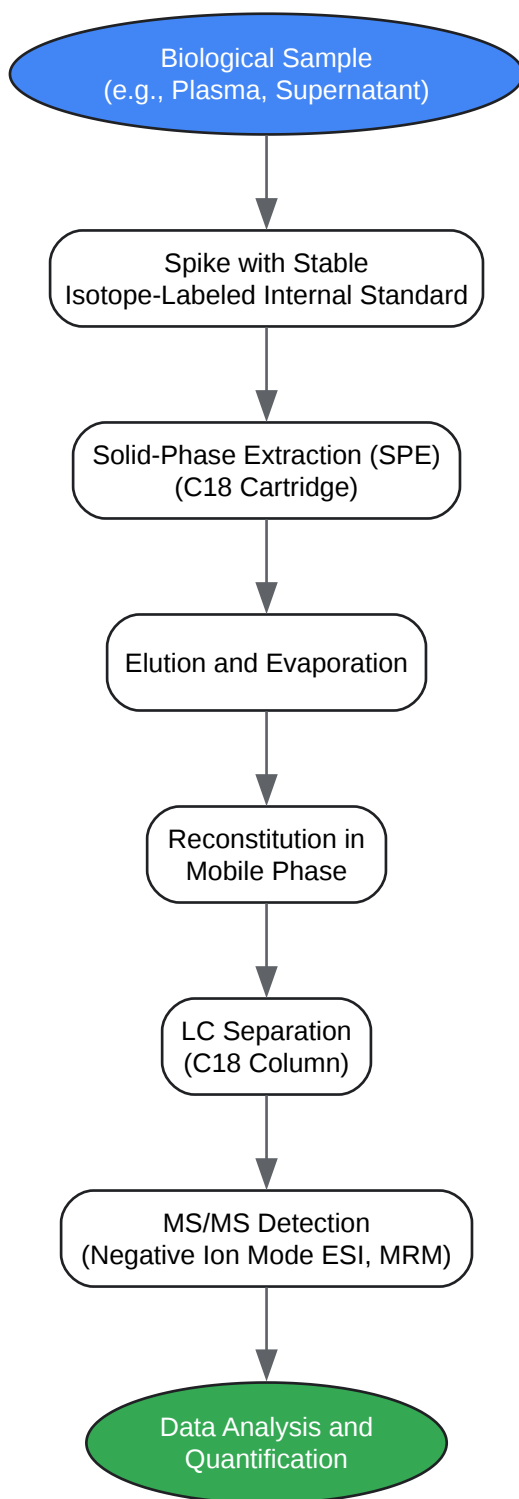 Biological Sample
(e.g., Plasma, Supernatant)
Spike with Stable
Isotope-Labeled Internal Standard
Solid-Phase Extraction (SPE)
(C18 Cartridge)
Elution and Evaporation
Reconstitution in
Mobile Phase
LC Separation
(C18 Column)
MS/MS Detection
(Negative Ion Mode ESI, MRM)
Data Analysis and
Quantification